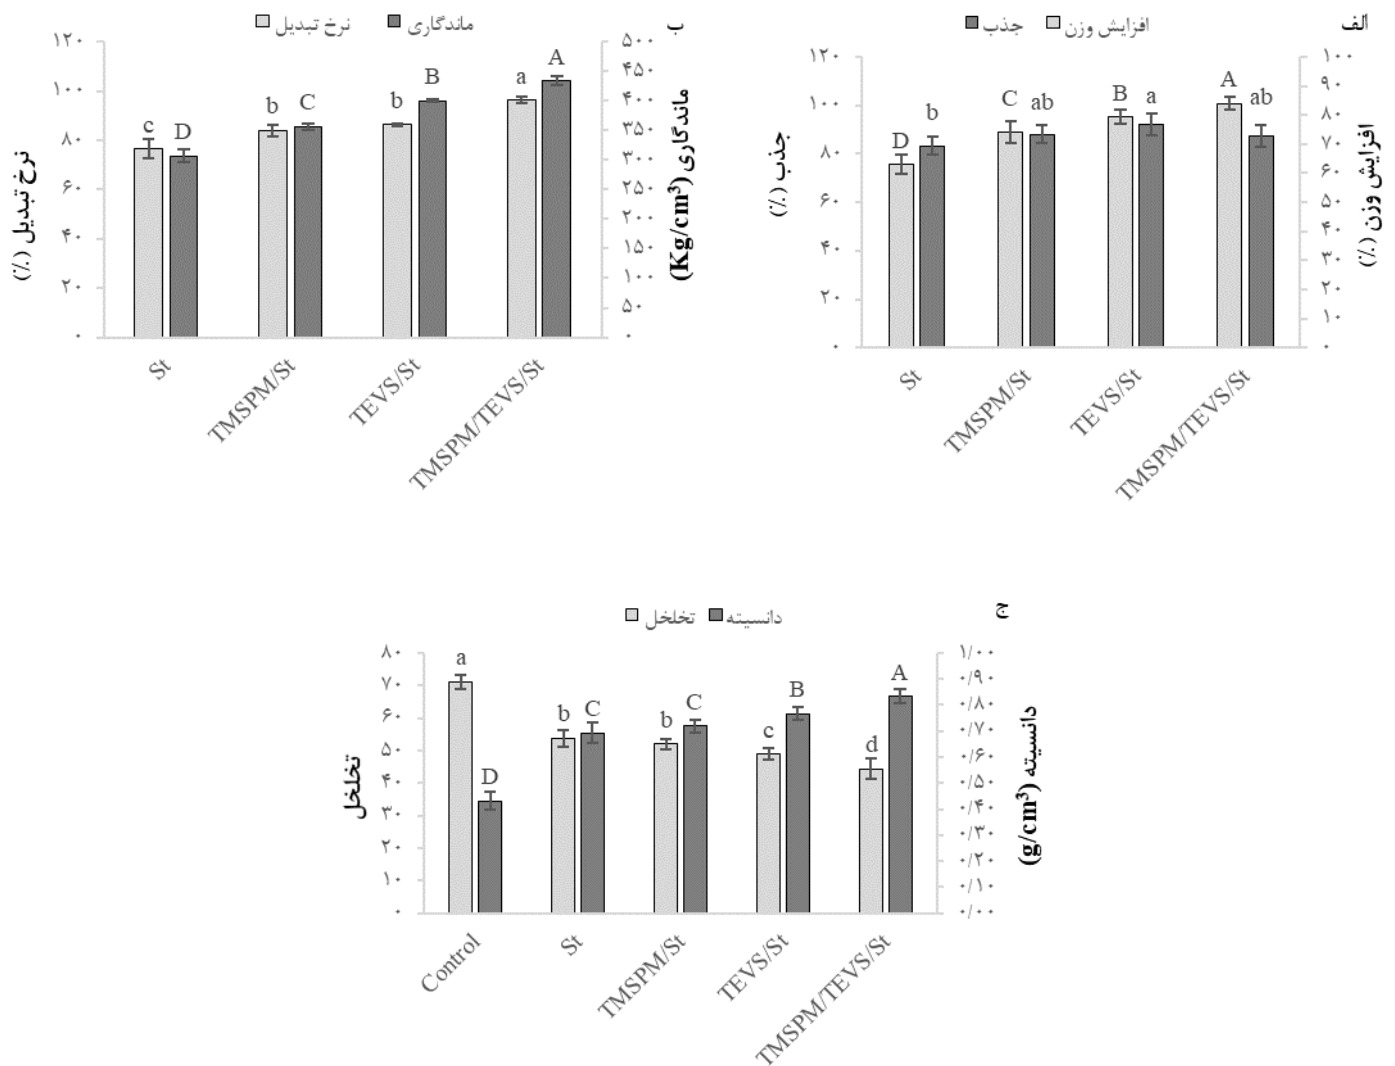 الف
جذب افزایش وزن
جذب (٪)
۱۲۰
۱۰۰
۸۰
۶۰
۴۰
۲۰
۰
D b C ab B a A ab
۱۰۰
۹۰
۸۰
۷۰
۶۰
۵۰
۴۰
۳۰
۲۰
۱۰
۰
افزایش وزن (٪)
St
TMSPM/St
TEVS/St
TMSPM/TEVS/St
ب
نرخ تبدیل ماندگاری
نرخ تبدیل (٪)
۱۲۰
۱۰۰
۸۰
۶۰
۴۰
۲۰
۰
c D b C b B a A
۵۰۰
۴۵۰
۴۰۰
۳۵۰
۳۰۰
۲۵۰
۲۰۰
۱۵۰
۱۰۰
۵۰
۰
ماندگاری (Kg/cm³)
St
TMSPM/St
TEVS/St
TMSPM/TEVS/St
ج
تخلخل دانسیته
تخلخل
۸۰
۷۰
۶۰
۵۰
۴۰
۳۰
۲۰
۱۰
۰
a D b C b C c B d A
۱/۰۰
۰/۹۰
۰/۸۰
۰/۷۰
۰/۶۰
۰/۵۰
۰/۴۰
۰/۳۰
۰/۲۰
۰/۱۰
۰/۰۰
دانسیته (g/cm³)
Control
St
TMSPM/St
TEVS/St
TMSPM/TEVS/St